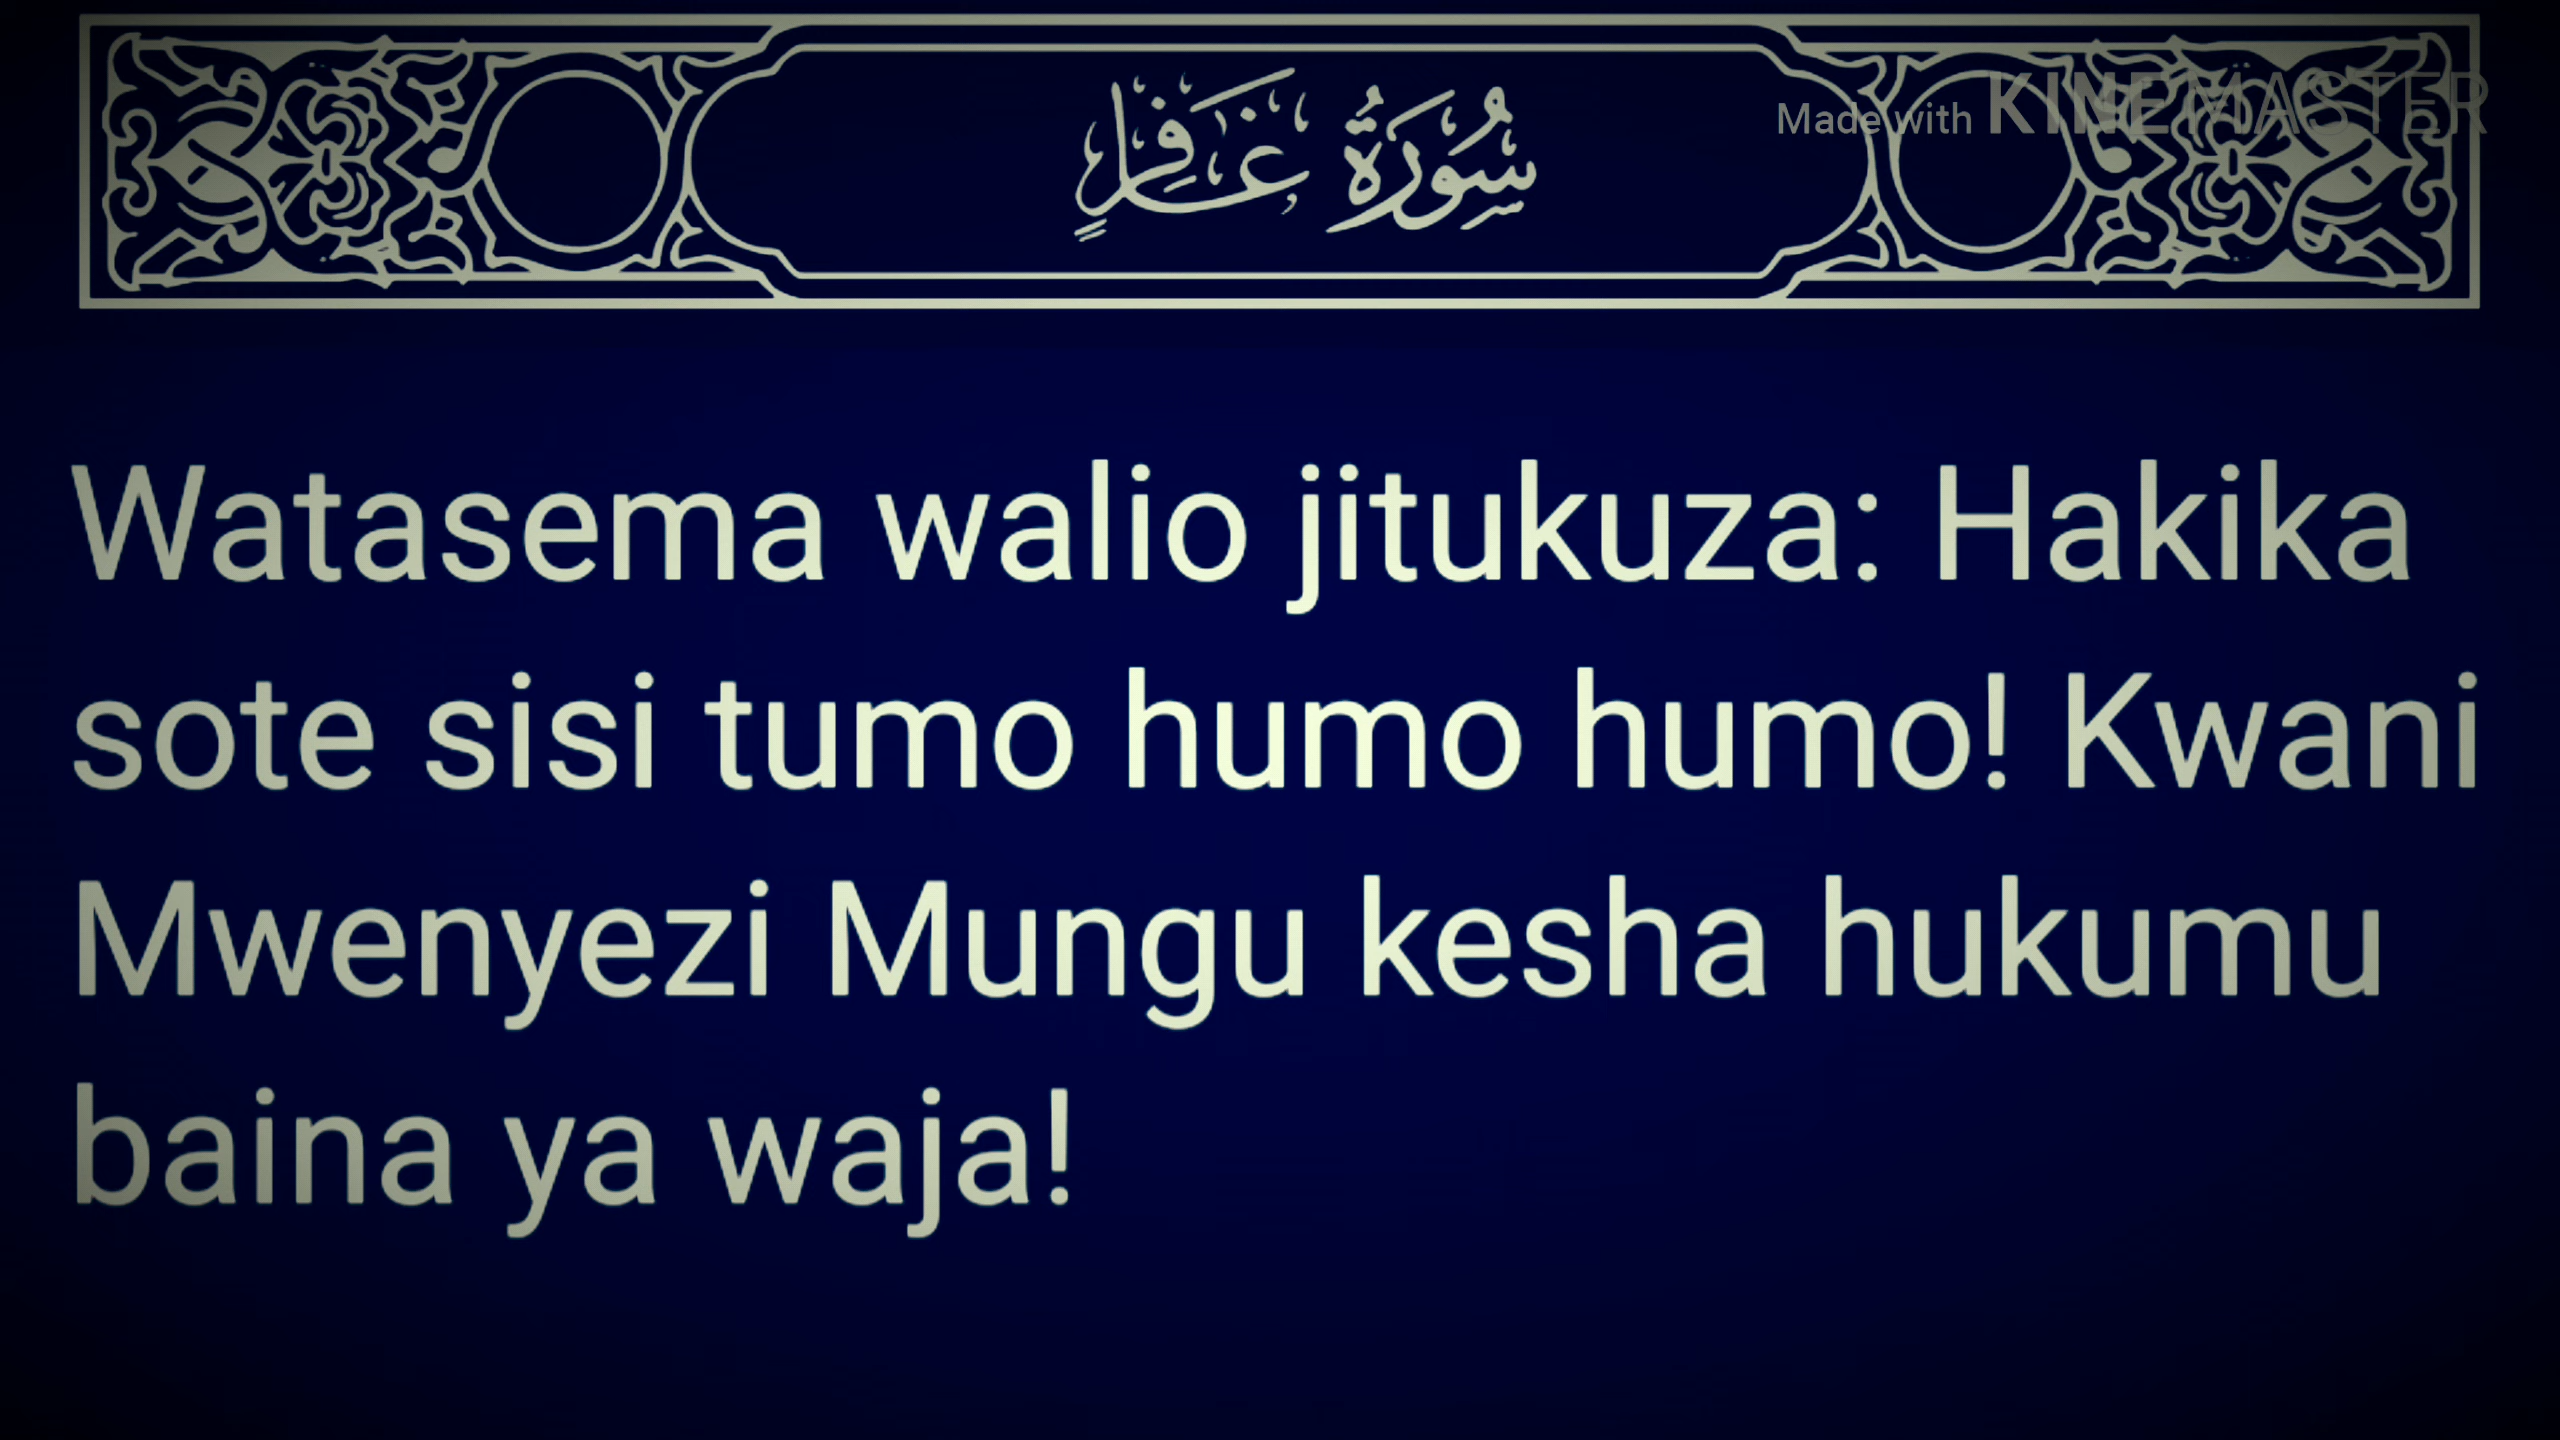 سُورَةُ غَافِرٍ
Made with KINEMASTER
Watasema walio jitukuza: Hakika
sote sisi tumo humo humo! Kwani
Mwenyezi Mungu kesha hukumu
baina ya waja!